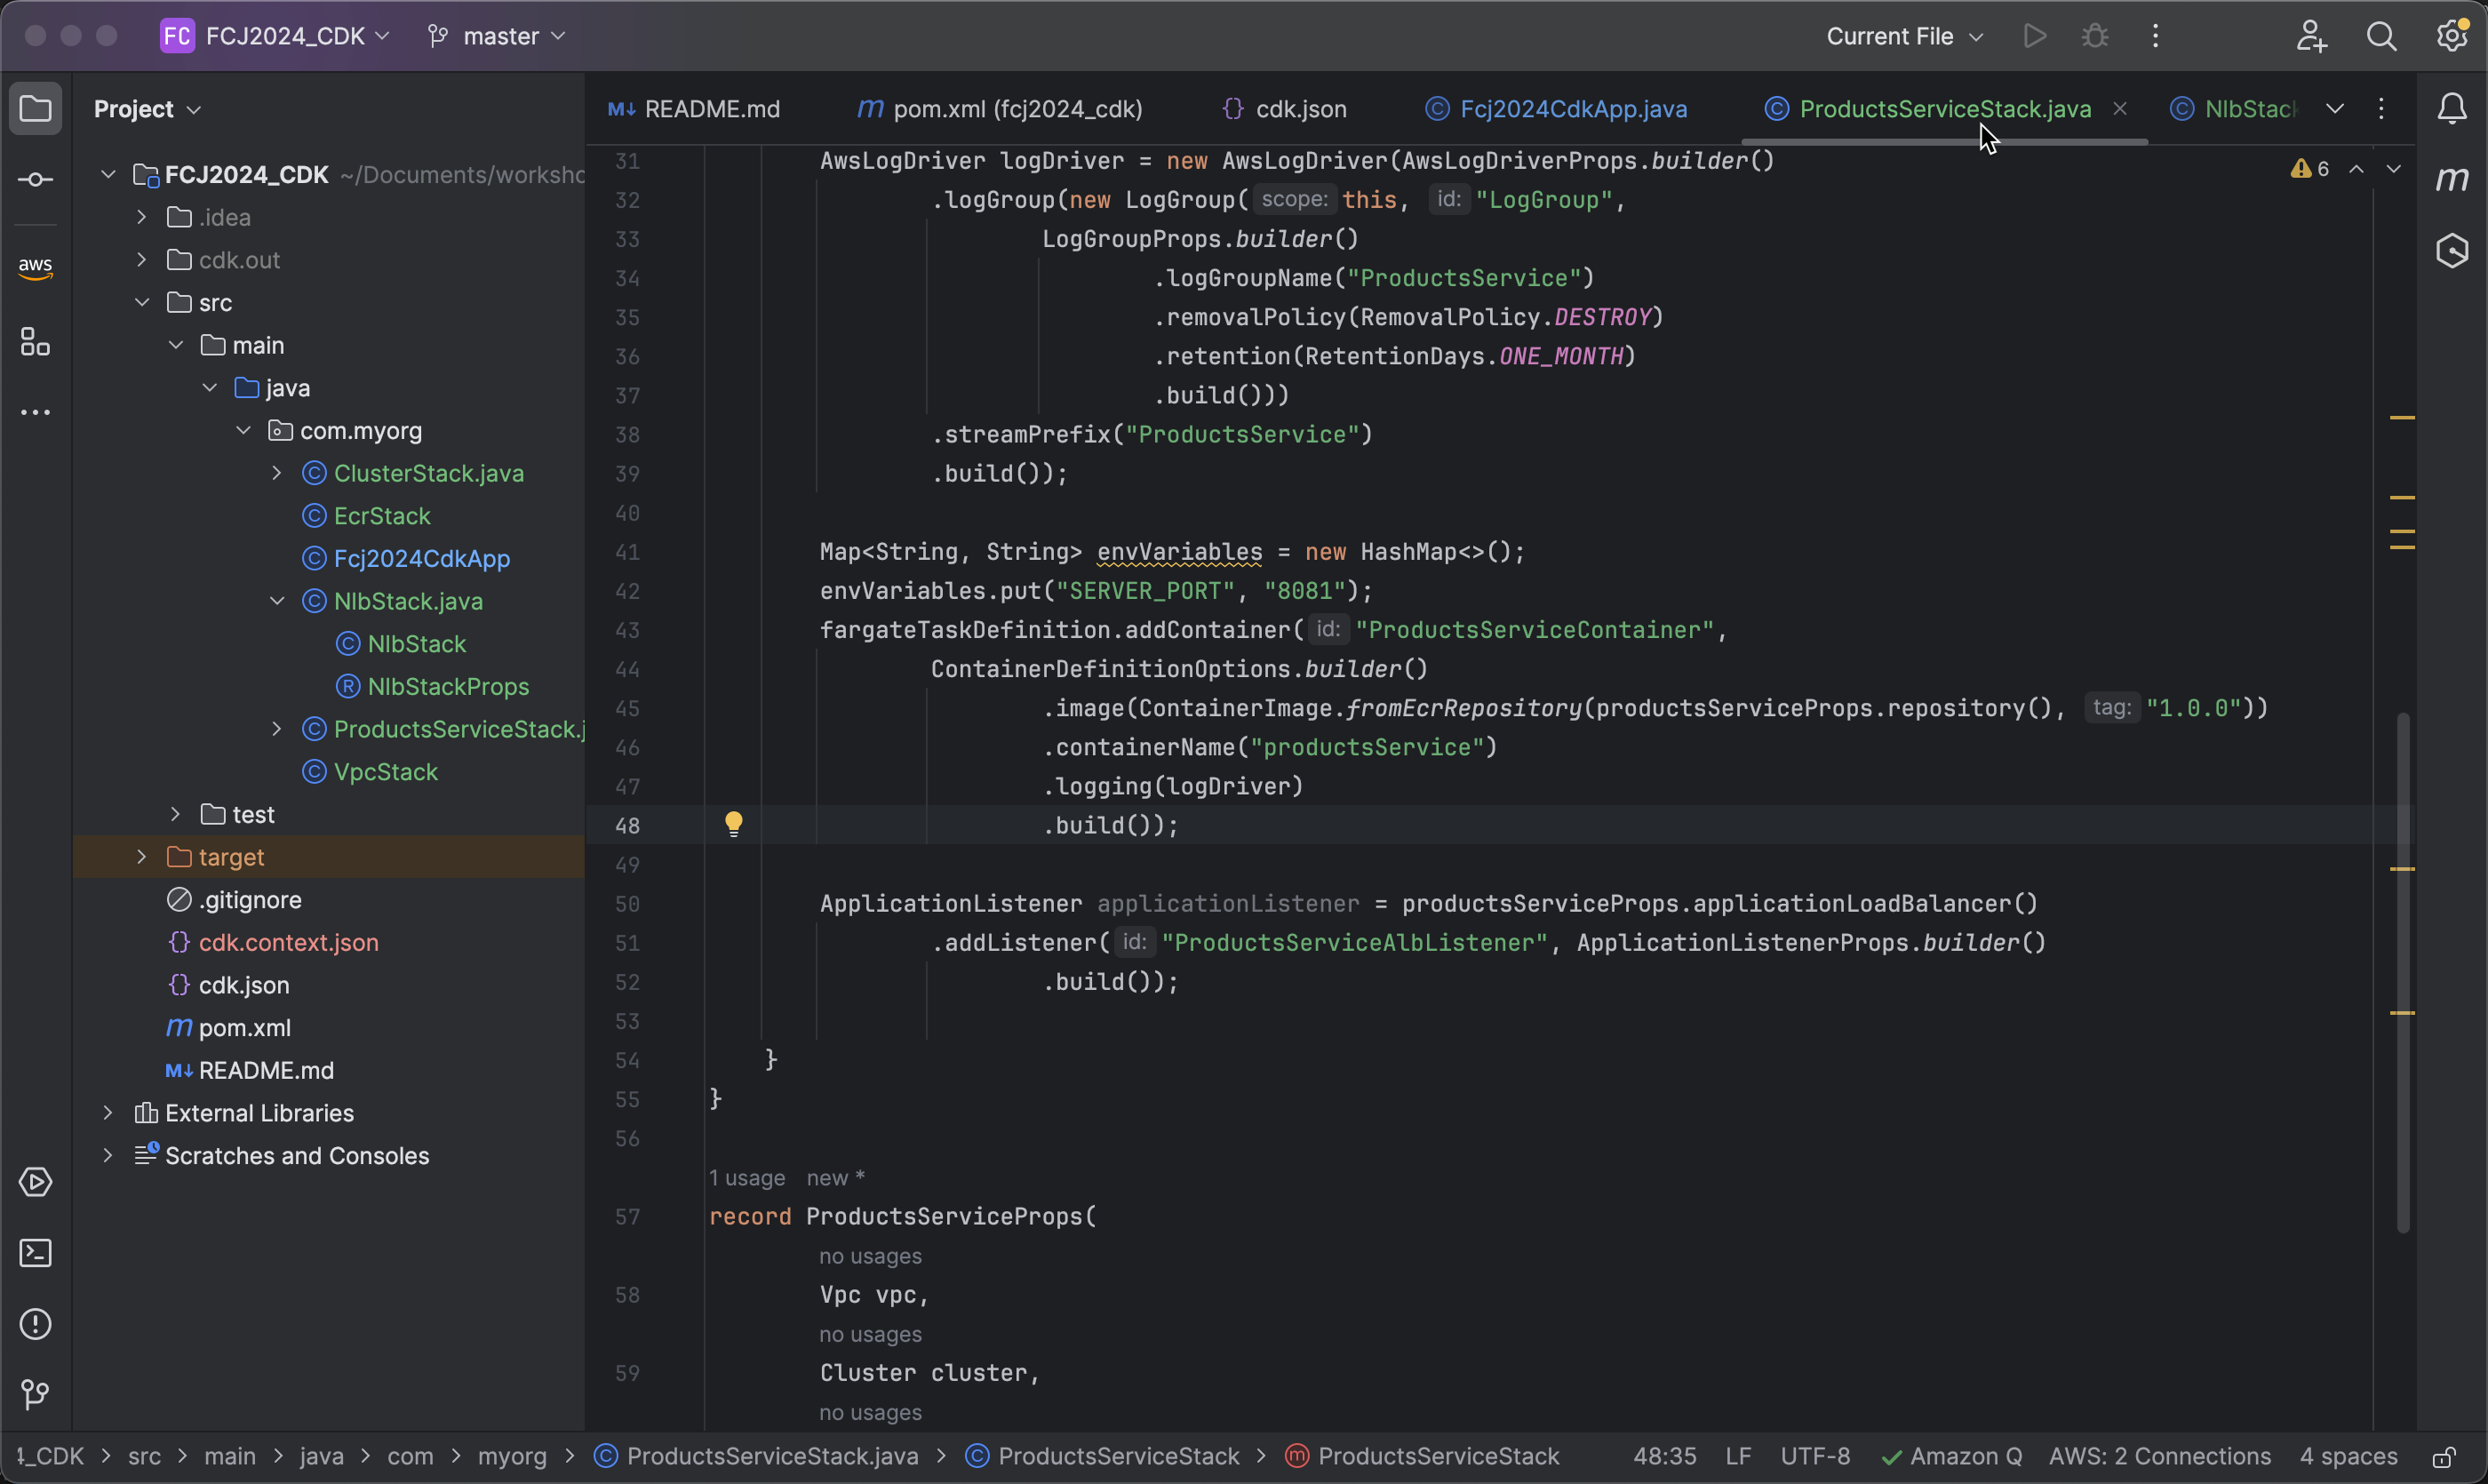 FC FCJ2024_CDK master Current File
Project
README.md pom.xml (fcj2024_cdk) cdk.json Fcj2024CdkApp.java ProductsServiceStack.java NlbStack
FCJ2024_CDK ~/Documents/worksho
.idea
cdk.out
aws
src
main
java
com.myorg
ClusterStack.java
EcrStack
Fcj2024CdkApp
NlbStack.java
NlbStack
NlbStackProps
ProductsServiceStack.j
VpcStack
test
target
.gitignore
cdk.context.json
cdk.json
pom.xml
README.md
External Libraries
Scratches and Consoles
6
31 AwsLogDriver logDriver = new AwsLogDriver(AwsLogDriverProps.builder()
32 .logGroup(new LogGroup( scope: this, id: "LogGroup",
33 LogGroupProps.builder()
34 .logGroupName("ProductsService")
35 .removalPolicy(RemovalPolicy.DESTROY)
36 .retention(RetentionDays.ONE_MONTH)
37 .build()))
38 .streamPrefix("ProductsService")
39 .build());
40
41 Map<String, String> envVariables = new HashMap<>();
42 envVariables.put("SERVER_PORT", "8081");
43 fargateTaskDefinition.addContainer( id: "ProductsServiceContainer",
44 ContainerDefinitionOptions.builder()
45 .image(ContainerImage.fromEcrRepository(productsServiceProps.repository(), tag: "1.0.0"))
46 .containerName("productsService")
47 .logging(logDriver)
48 .build());
49
50 ApplicationListener applicationListener = productsServiceProps.applicationLoadBalancer()
51 .addListener( id: "ProductsServiceAlbListener", ApplicationListenerProps.builder()
52 .build());
53
54 }
55 }
56
1 usage new *
57 record ProductsServiceProps(
no usages
58 Vpc vpc,
no usages
59 Cluster cluster,
no usages
_CDK > src > main > java > com > myorg > ProductsServiceStack.java > ProductsServiceStack > ProductsServiceStack 48:35 LF UTF-8 Amazon Q AWS: 2 Connections 4 spaces